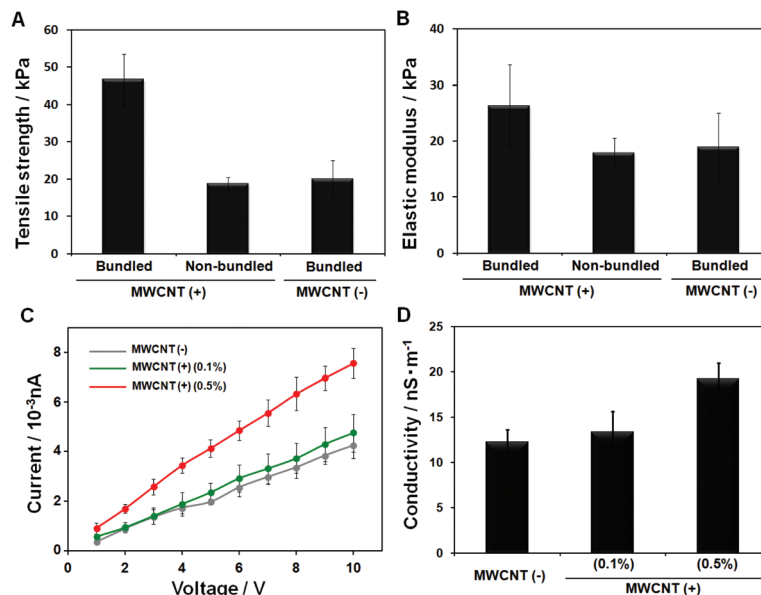 A
Tensile strength / kPa
60
50
40
30
20
10
0
Bundled Non-bundled Bundled
MWCNT (+) MWCNT (-)
B
Elastic modulus / kPa
40
30
20
10
0
Bundled Non-bundled Bundled
MWCNT (+) MWCNT (-)
C
Current / 10⁻³nA
8
6
4
2
0
MWCNT (-)
MWCNT (+) (0.1%)
MWCNT (+) (0.5%)
0 2 4 6 8 10
Voltage / V
D
Conductivity / nS・m⁻¹
25
20
15
10
5
0
MWCNT (-) (0.1%) (0.5%)
MWCNT (+)